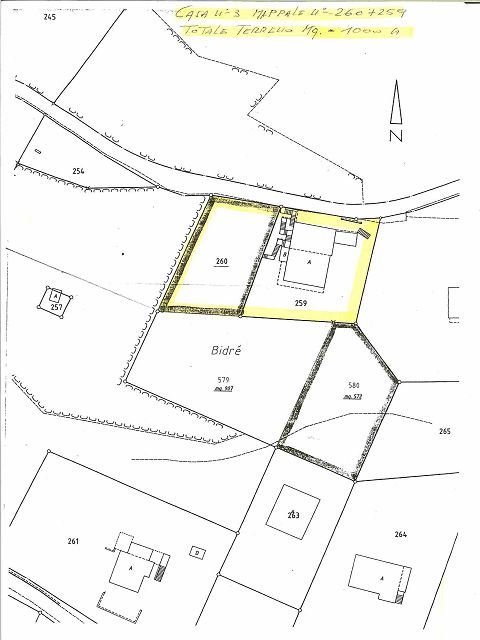 CASA N° 3 MAPPALE N° 260+259
TOTALE TERRENO MQ. 1000
245
N
254
260
B
A
259
A
257
Bidré
579
mq. 907
580
mq. 572
265
263
261
264
A
B
A